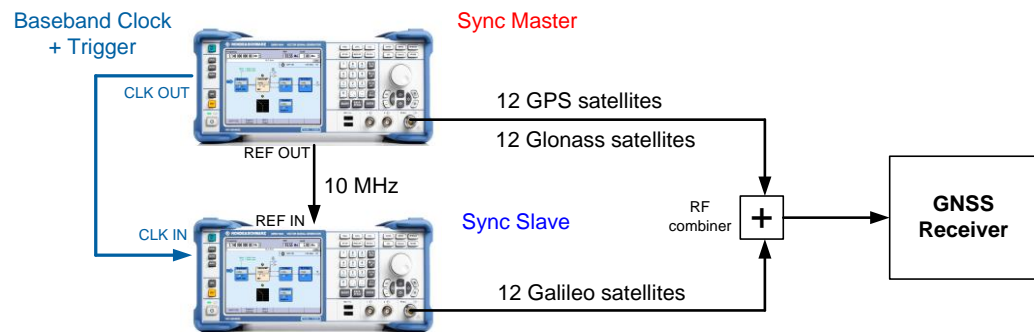 Baseband Clock
+ Trigger
Sync Master
CLK OUT
12 GPS satellites
12 Glonass satellites
REF OUT
10 MHz
GNSS
Receiver
RF
combiner
+
REF IN
Sync Slave
CLK IN
12 Galileo satellites